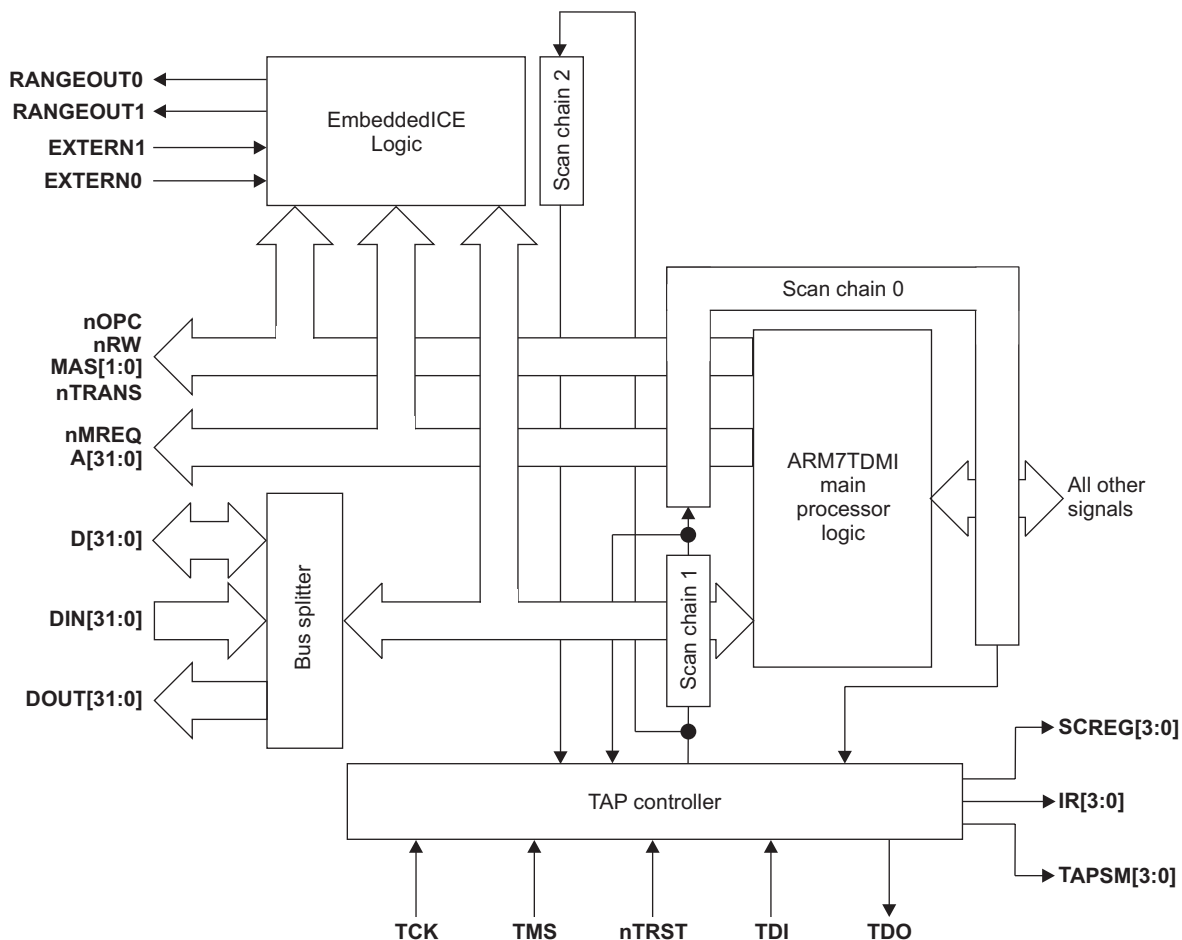 RANGEOUT0
RANGEOUT1
EXTERN1
EXTERN0
EmbeddedICE
Logic
Scan chain 2
Scan chain 0
nOPC
nRW
MAS[1:0]
nTRANS
nMREQ
A[31:0]
ARM7TDMI
main
processor
logic
All other
signals
D[31:0]
DIN[31:0]
DOUT[31:0]
Bus splitter
Scan chain 1
SCREG[3:0]
TAP controller
IR[3:0]
TAPSM[3:0]
TCK
TMS
nTRST
TDI
TDO